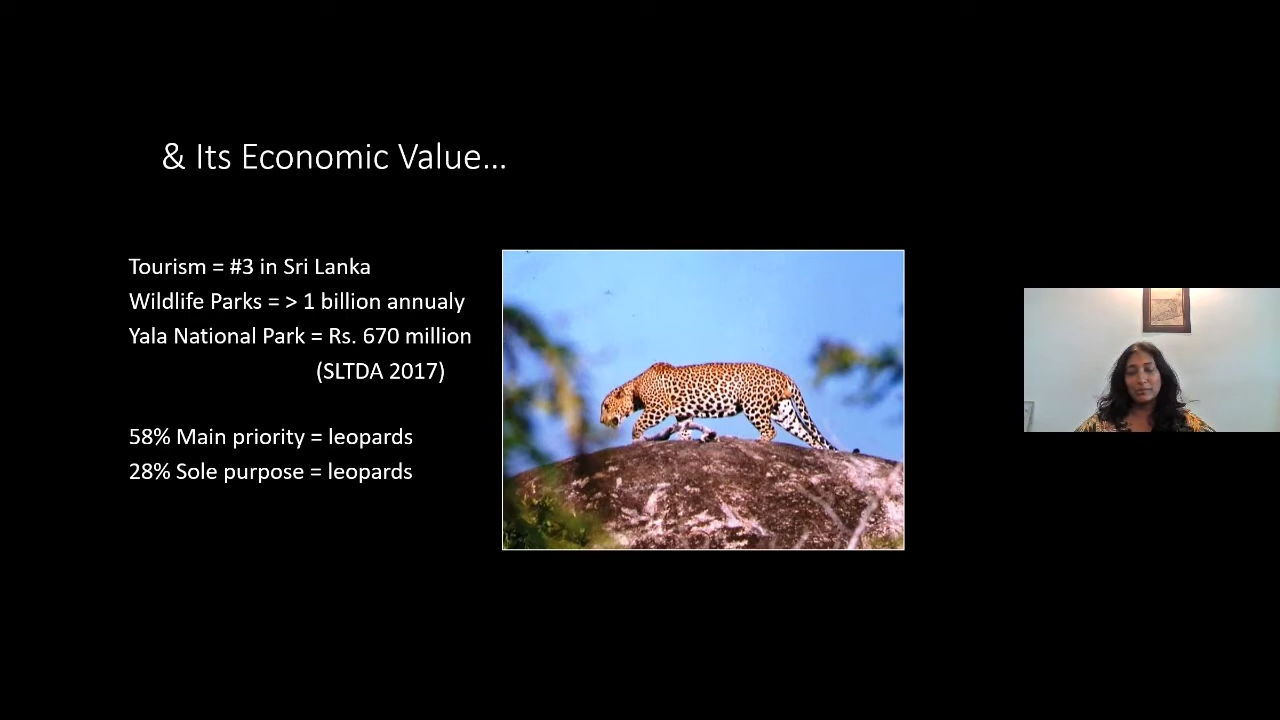 & Its Economic Value...
Tourism = #3 in Sri Lanka
Wildlife Parks = > 1 billion annualy
Yala National Park = Rs. 670 million
(SLTDA 2017)
58% Main priority = leopards
28% Sole purpose = leopards